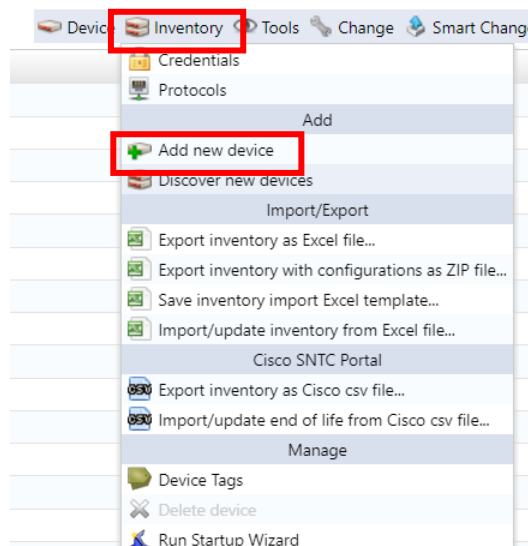 Device Inventory Tools Change Smart Chang
Credentials
Protocols
Add
Add new device
Discover new devices
Import/Export
Export inventory as Excel file...
Export inventory with configurations as ZIP file...
Save inventory import Excel template...
Import/update inventory from Excel file...
Cisco SNTC Portal
CSV Export inventory as Cisco csv file...
CSV Import/update end of life from Cisco csv file...
Manage
Device Tags
Delete device
Run Startup Wizard